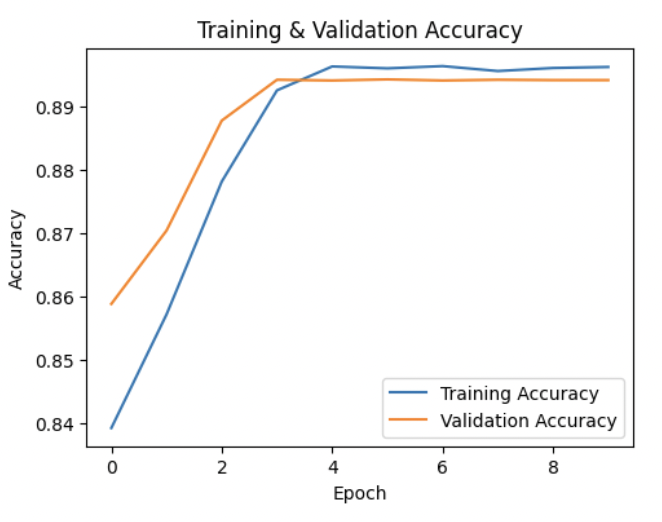 Training & Validation Accuracy
Accuracy
0.89
0.88
0.87
0.86
0.85
0.84
Training Accuracy
Validation Accuracy
0
2
4
6
8
Epoch